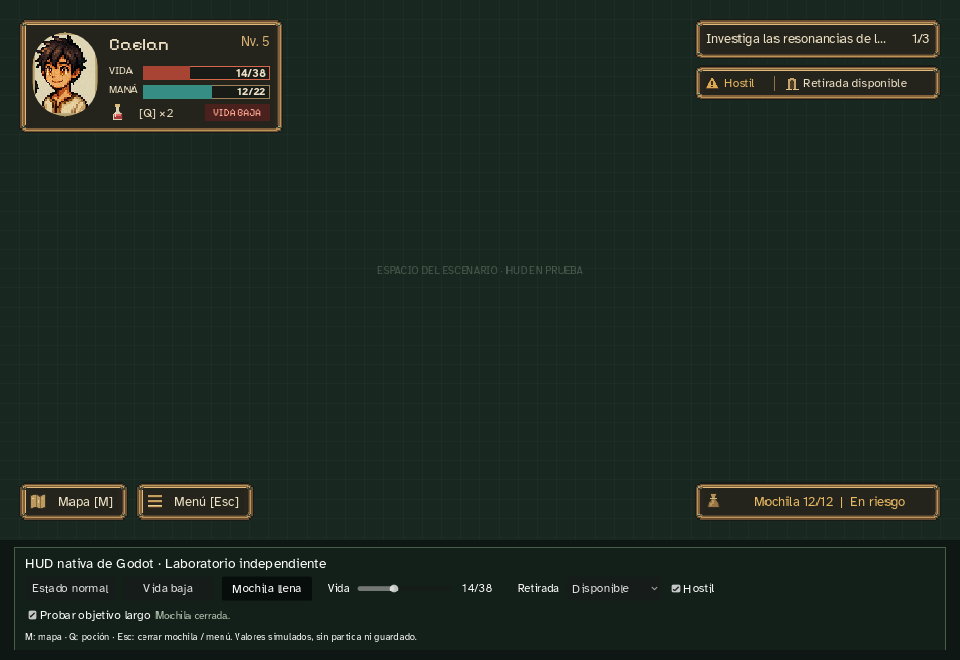 Caelan
Nv. 5
VIDA 14/38
MANÁ 12/22
[Q] ×2 VIDA BAJA
Investiga las resonancias de l... 1/3
Hostil | Retirada disponible
ESPACIO DEL ESCENARIO · HUD EN PRUEBA
Mapa [M]
Menú [Esc]
Mochila 12/12 | En riesgo
HUD nativa de Godot · Laboratorio independiente
Estado normal Vida baja Mochila llena Vida 14/38 Retirada Disponible Hostil
Probar objetivo largo Mochila cerrada.
M: mapa · Q: poción · Esc: cerrar mochila / menú. Valores simulados, sin partica ni guardado.